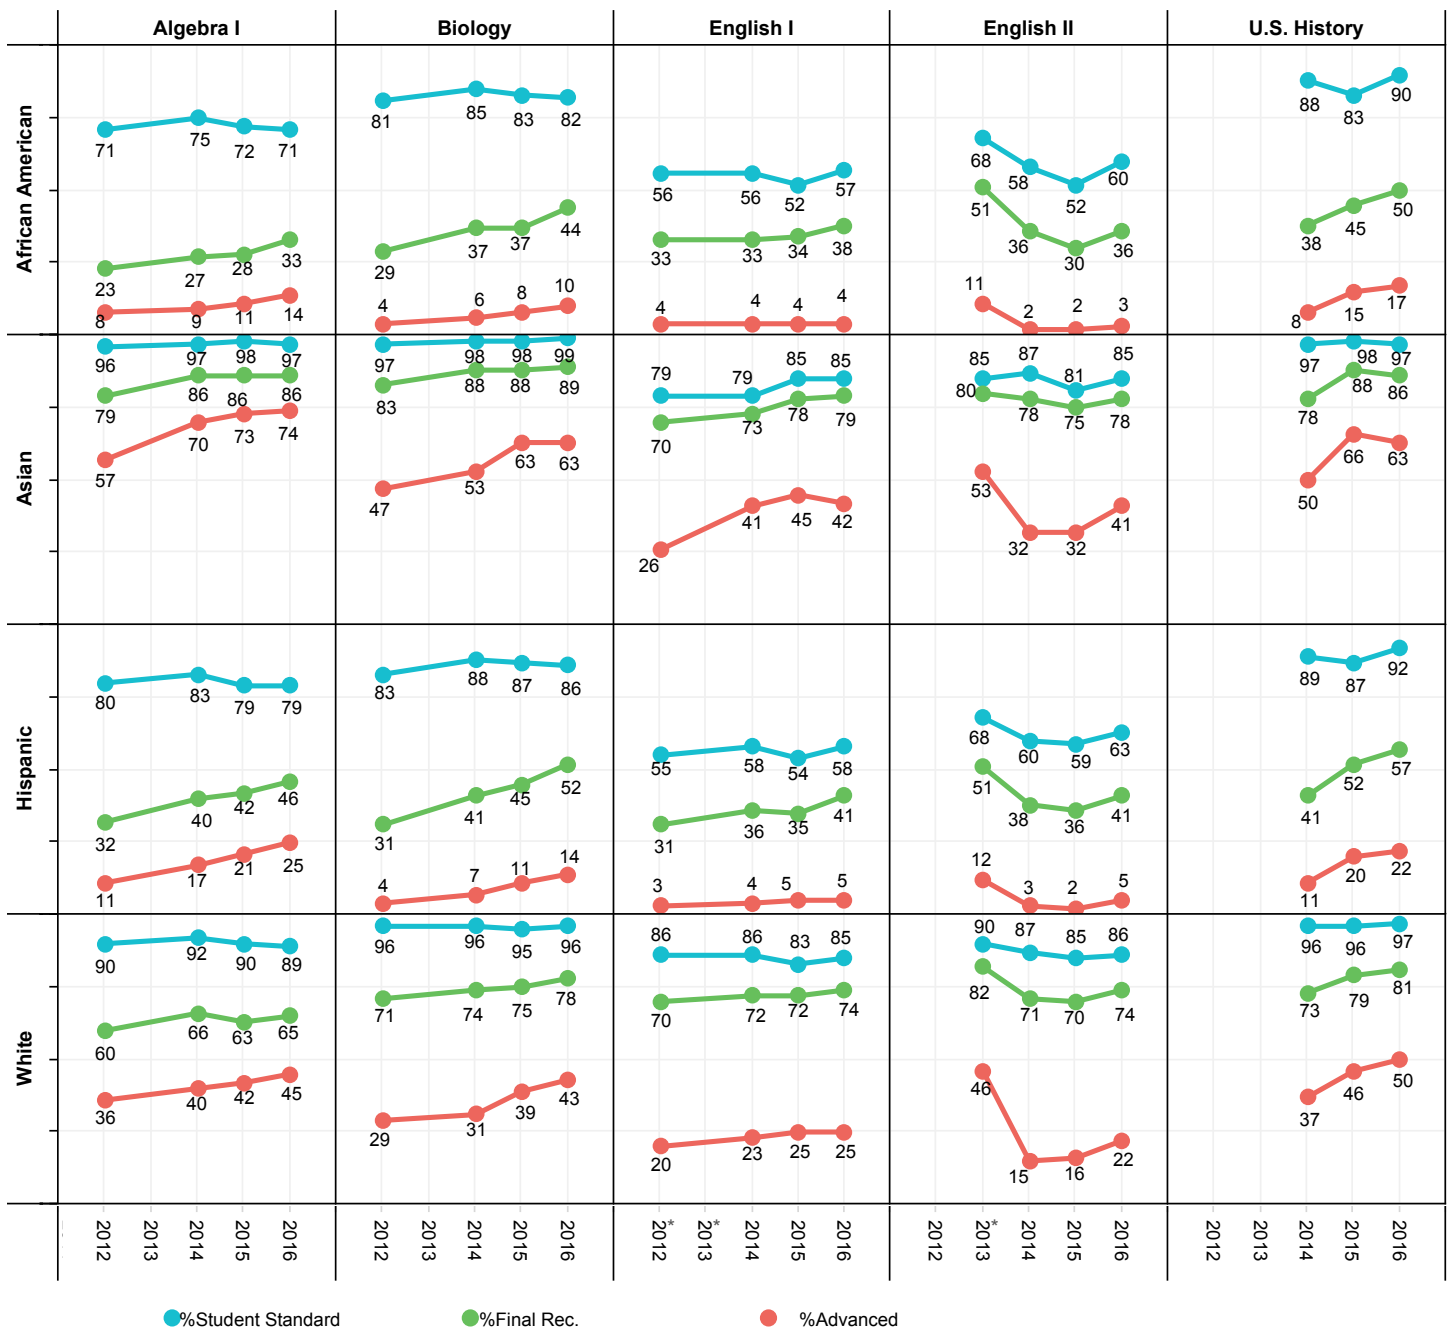 Algebra I Biology English I English II U.S. History
African American
71 75 72 71
23 27 28 33
8 9 11 14
81 85 83 82
29 37 37 44
4 6 8 10
56 56 52 57
33 33 34 38
4 4 4 4
68 58 52 60
51 36 30 36
11 2 2 3
88 83 90
38 45 50
8 15 17
Asian
96 97 98 97
79 86 86 86
57 70 73 74
97 98 98 99
83 88 88 89
47 53 63 63
79 79 85 85
70 73 78 79
26 41 45 42
85 87 81 85
80 78 75 78
53 32 32 41
97 98 97
78 88 86
50 66 63
Hispanic
80 83 79 79
32 40 42 46
11 17 21 25
83 88 87 86
31 41 45 52
4 7 11 14
55 58 54 58
31 36 35 41
3 4 5 5
68 60 59 63
51 38 36 41
12 3 2 5
89 87 92
41 52 57
11 20 22
White
90 92 90 89
60 66 63 65
36 40 42 45
96 96 95 96
71 74 75 78
29 31 39 43
86 86 83 85
70 72 72 74
20 23 25 25
90 87 85 86
82 71 70 74
46 15 16 22
96 96 97
73 79 81
37 46 50
2012 2013 2014 2015 2016 2012 2013 2014 2015 2016 2012* 2013* 2014 2015 2016 2012 2013* 2014 2015 2016 2012 2013 2014 2015 2016
%Student Standard %Final Rec. %Advanced